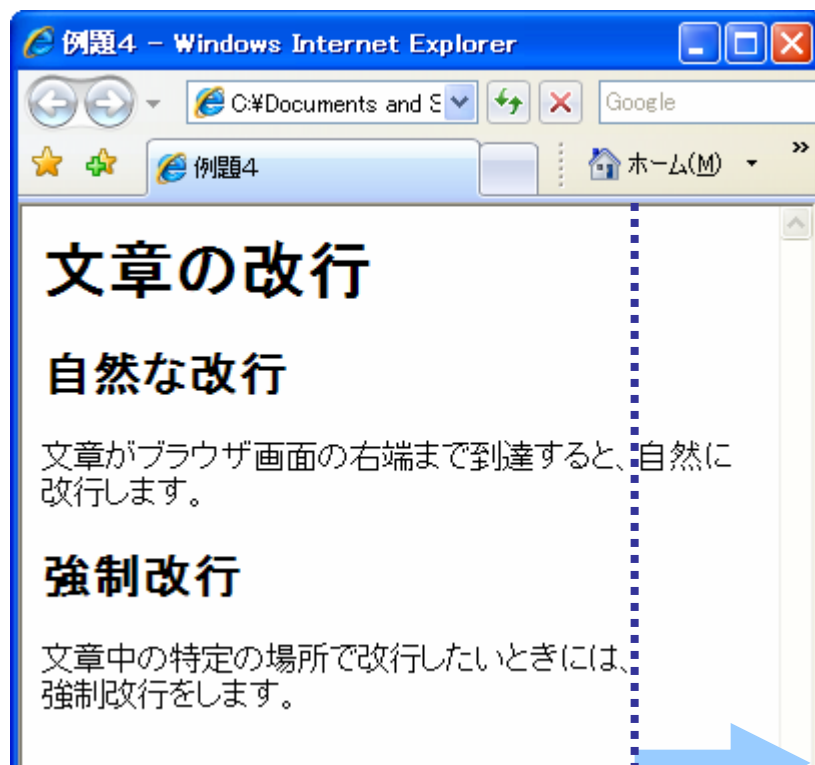 例題4 - Windows Internet Explorer
C:¥Documents and S
Google
例題4
ホーム(M)
»
文章の改行
自然な改行
文章がブラウザ画面の右端まで到達すると、自然に
改行します。
強制改行
文章中の特定の場所で改行したいときには、
強制改行をします。